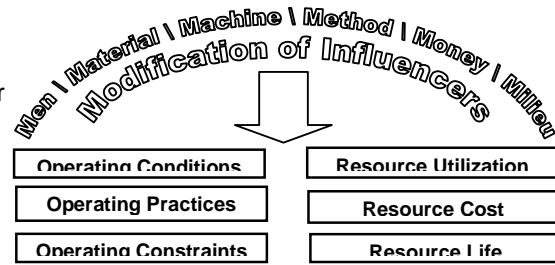 Men \ Material \ Machine \ Method \ Money \ Milieu
Modification of Influencers
Operating Conditions
Resource Utilization
Operating Practices
Resource Cost
Operating Constraints
Resource Life